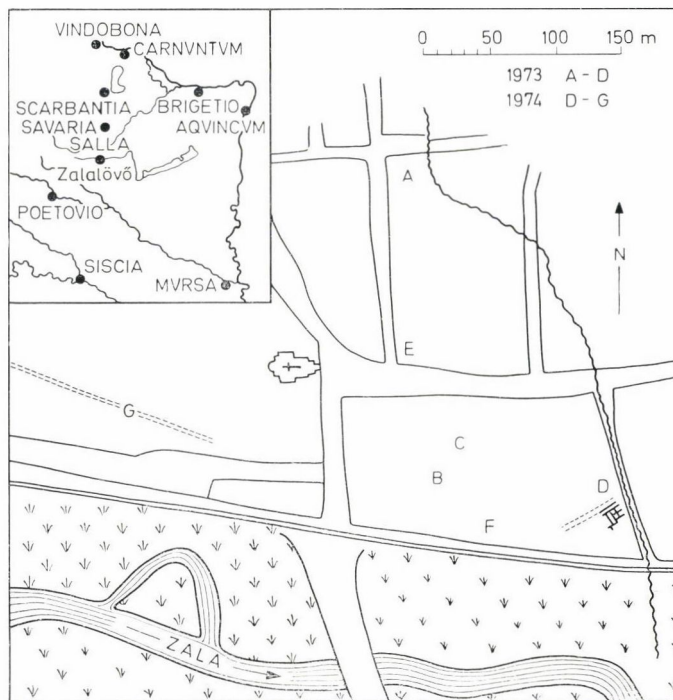 VINDOBONA
CARNVNTVM
SCARBANTIA
BRIGETIO
SAVARIA
AQVINCVM
SALLA
Zalalövő
POETOVIO
SISCIA
MVRSA
0 50 100 150 m
1973 A-D
1974 D-G
A
N
E
G
C
B
D
F
ZALA